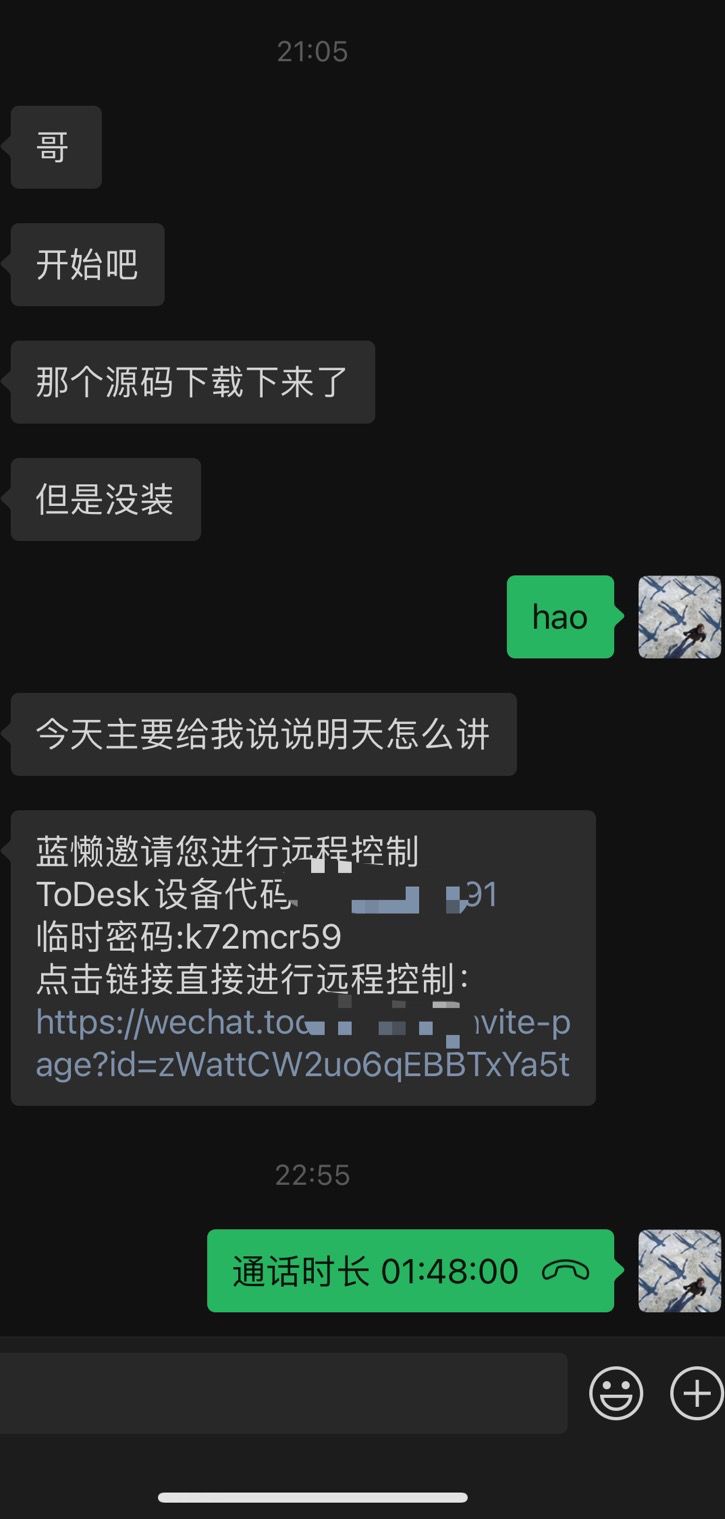 21:05
哥
开始吧
那个源码下载下来了
但是没装
hao
今天主要给我说说明天怎么讲
蓝懒邀请您进行远程控制
ToDesk设备代码 91
临时密码:k72mcr59
点击链接直接进行远程控制：
https://wechat.to nvite-p
age?id=zWattCW2uo6qEBBTxYa5t
22:55
通话时长 01:48:00